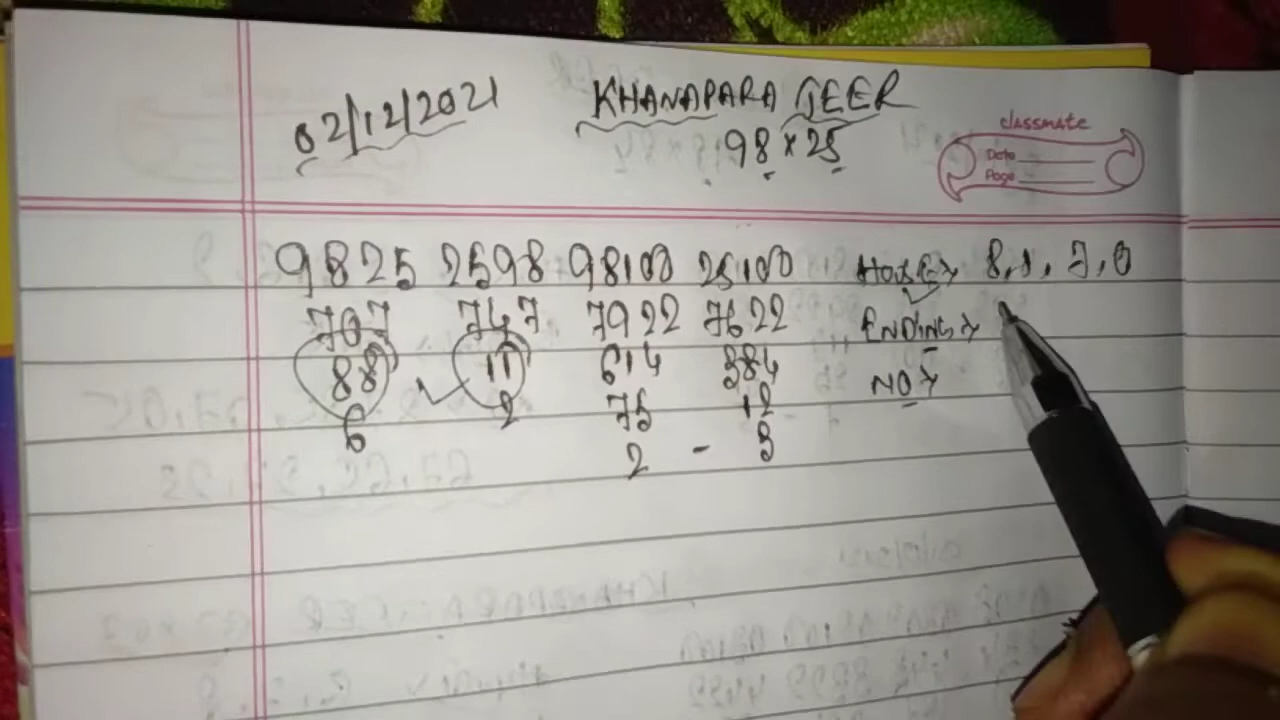 02/12/2021 KHANAPARA TEER
98 × 25
classmate
Date
Page
9825 2598 98100 25100 HOUSE> 8, 1, 7, 0
707 747 7922 7622 ENDING>
88 11 614 384 NO>
6 2 75 12
2 - 3